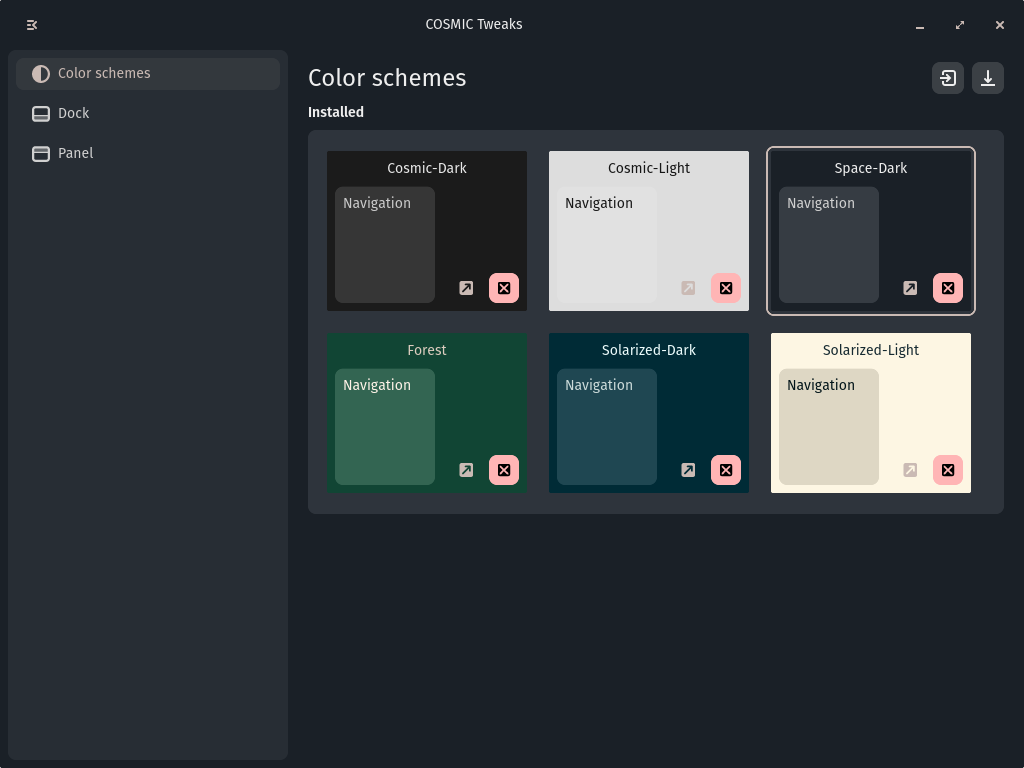 COSMIC Tweaks
Color schemes
Dock
Panel
Color schemes
Installed
Cosmic-Dark
Navigation
Cosmic-Light
Navigation
Space-Dark
Navigation
Forest
Navigation
Solarized-Dark
Navigation
Solarized-Light
Navigation